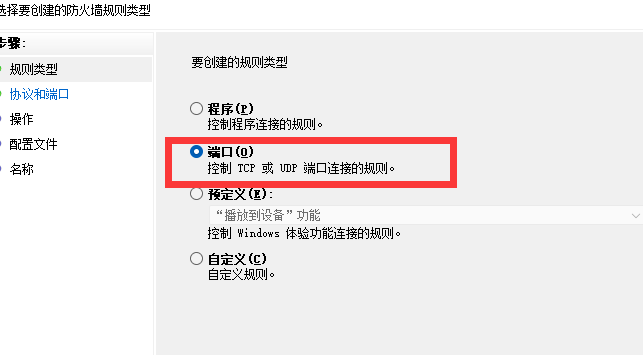 选择要创建的防火墙规则类型
步骤:
规则类型
协议和端口
操作
配置文件
名称
要创建的规则类型
程序(P)
控制程序连接的规则。
端口(O)
控制 TCP 或 UDP 端口连接的规则。
预定义(E):
“播放到设备”功能
控制 Windows 体验功能连接的规则。
自定义(C)
自定义规则。